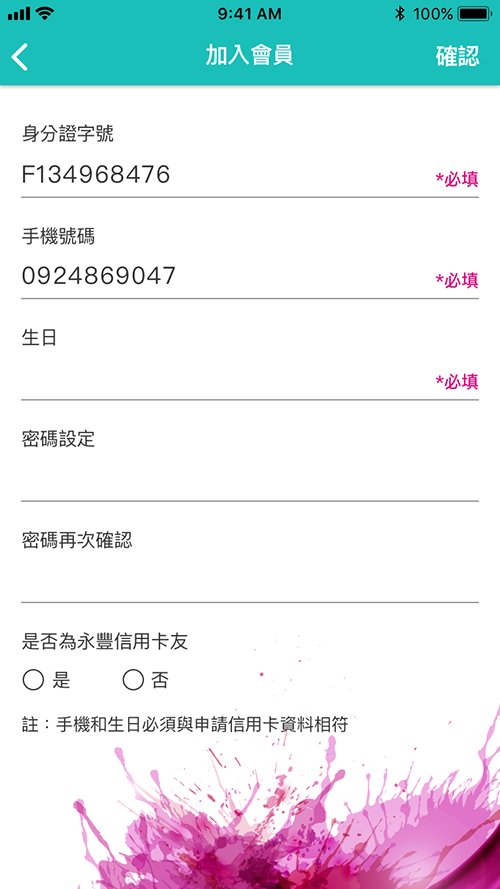 9:41 AM 100%
加入會員 確認
身分證字號
F134968476 *必填
手機號碼
0924869047 *必填
生日
*必填
密碼設定
密碼再次確認
是否為永豐信用卡友
是 否
註：手機和生日必須與申請信用卡資料相符